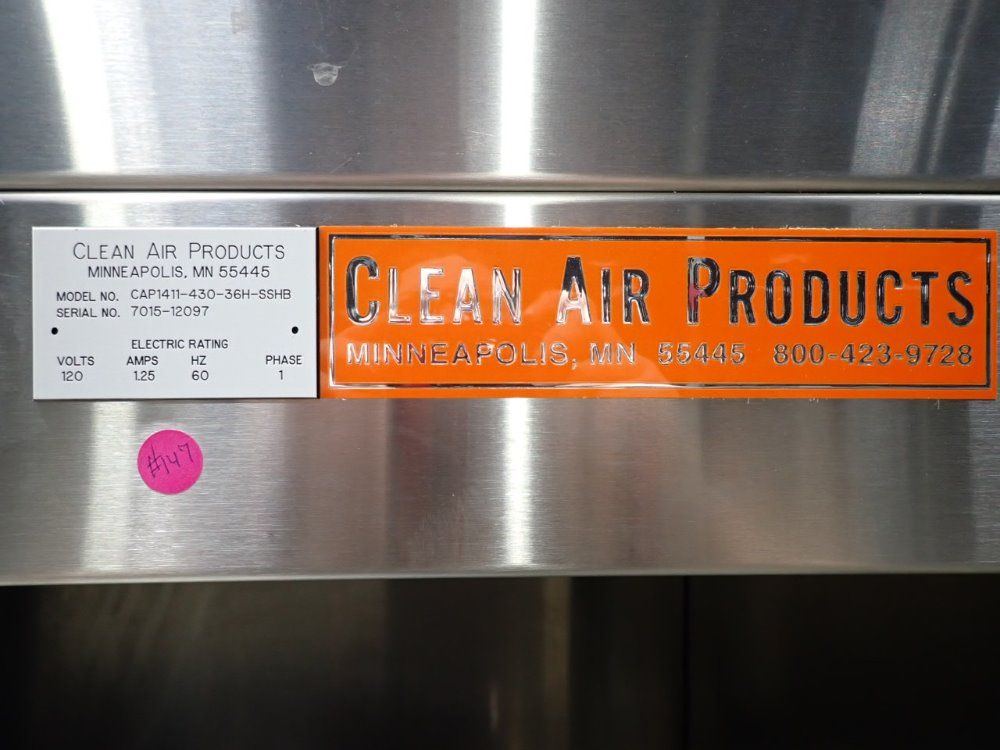 CLEAN AIR PRODUCTS
MINNEAPOLIS, MN 55445
MODEL NO. CAP1411-430-36H-SSHB
SERIAL NO. 7015-12097
ELECTRIC RATING
VOLTS AMPS HZ PHASE
120 1.25 60 1
CLEAN AIR PRODUCTS
MINNEAPOLIS, MN 55445 800-423-9728
#147